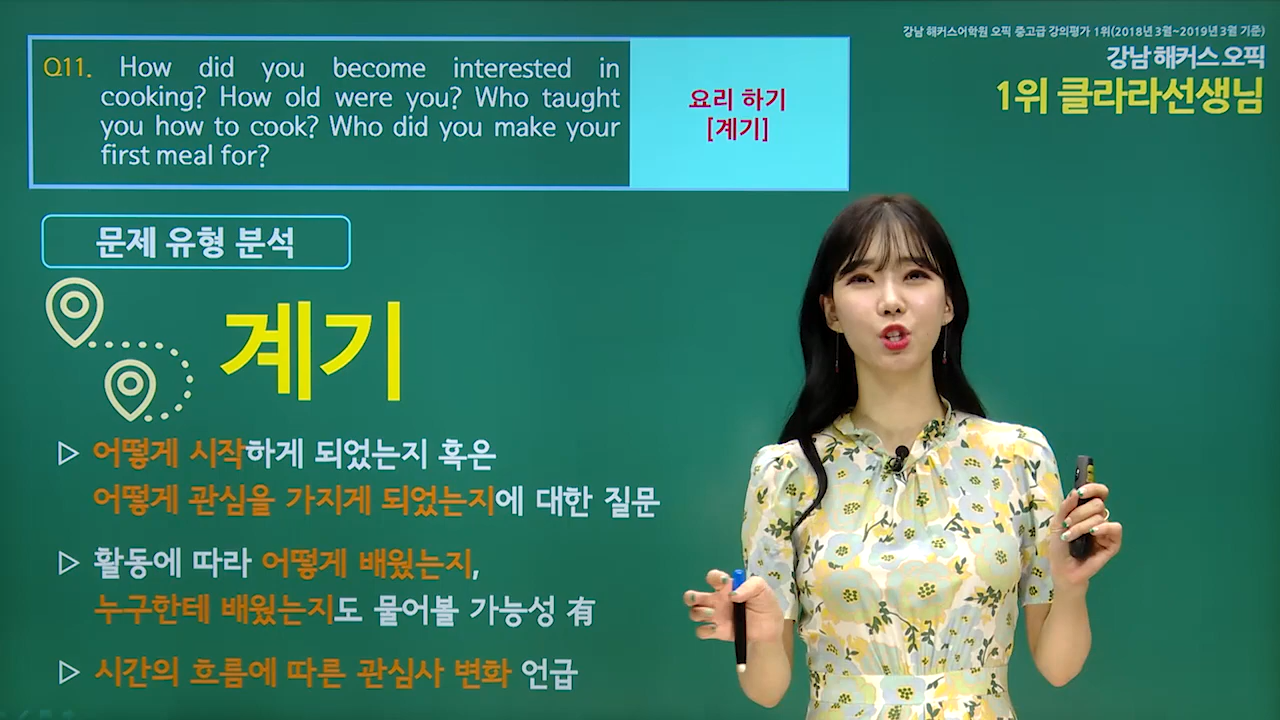 Q11. How did you become interested in
cooking? How old were you? Who taught
you how to cook? Who did you make your
first meal for?
요리 하기
[계기]
강남 해커스어학원 오픽 중고급 강의평가 1위(2018년 3월~2019년 3월 기준)
강남 해커스 오픽
1위 클라라선생님
문제 유형 분석
계기
▷ 어떻게 시작하게 되었는지 혹은
어떻게 관심을 가지게 되었는지에 대한 질문
▷ 활동에 따라 어떻게 배웠는지,
누구한테 배웠는지도 물어볼 가능성 有
▷ 시간의 흐름에 따른 관심사 변화 언급